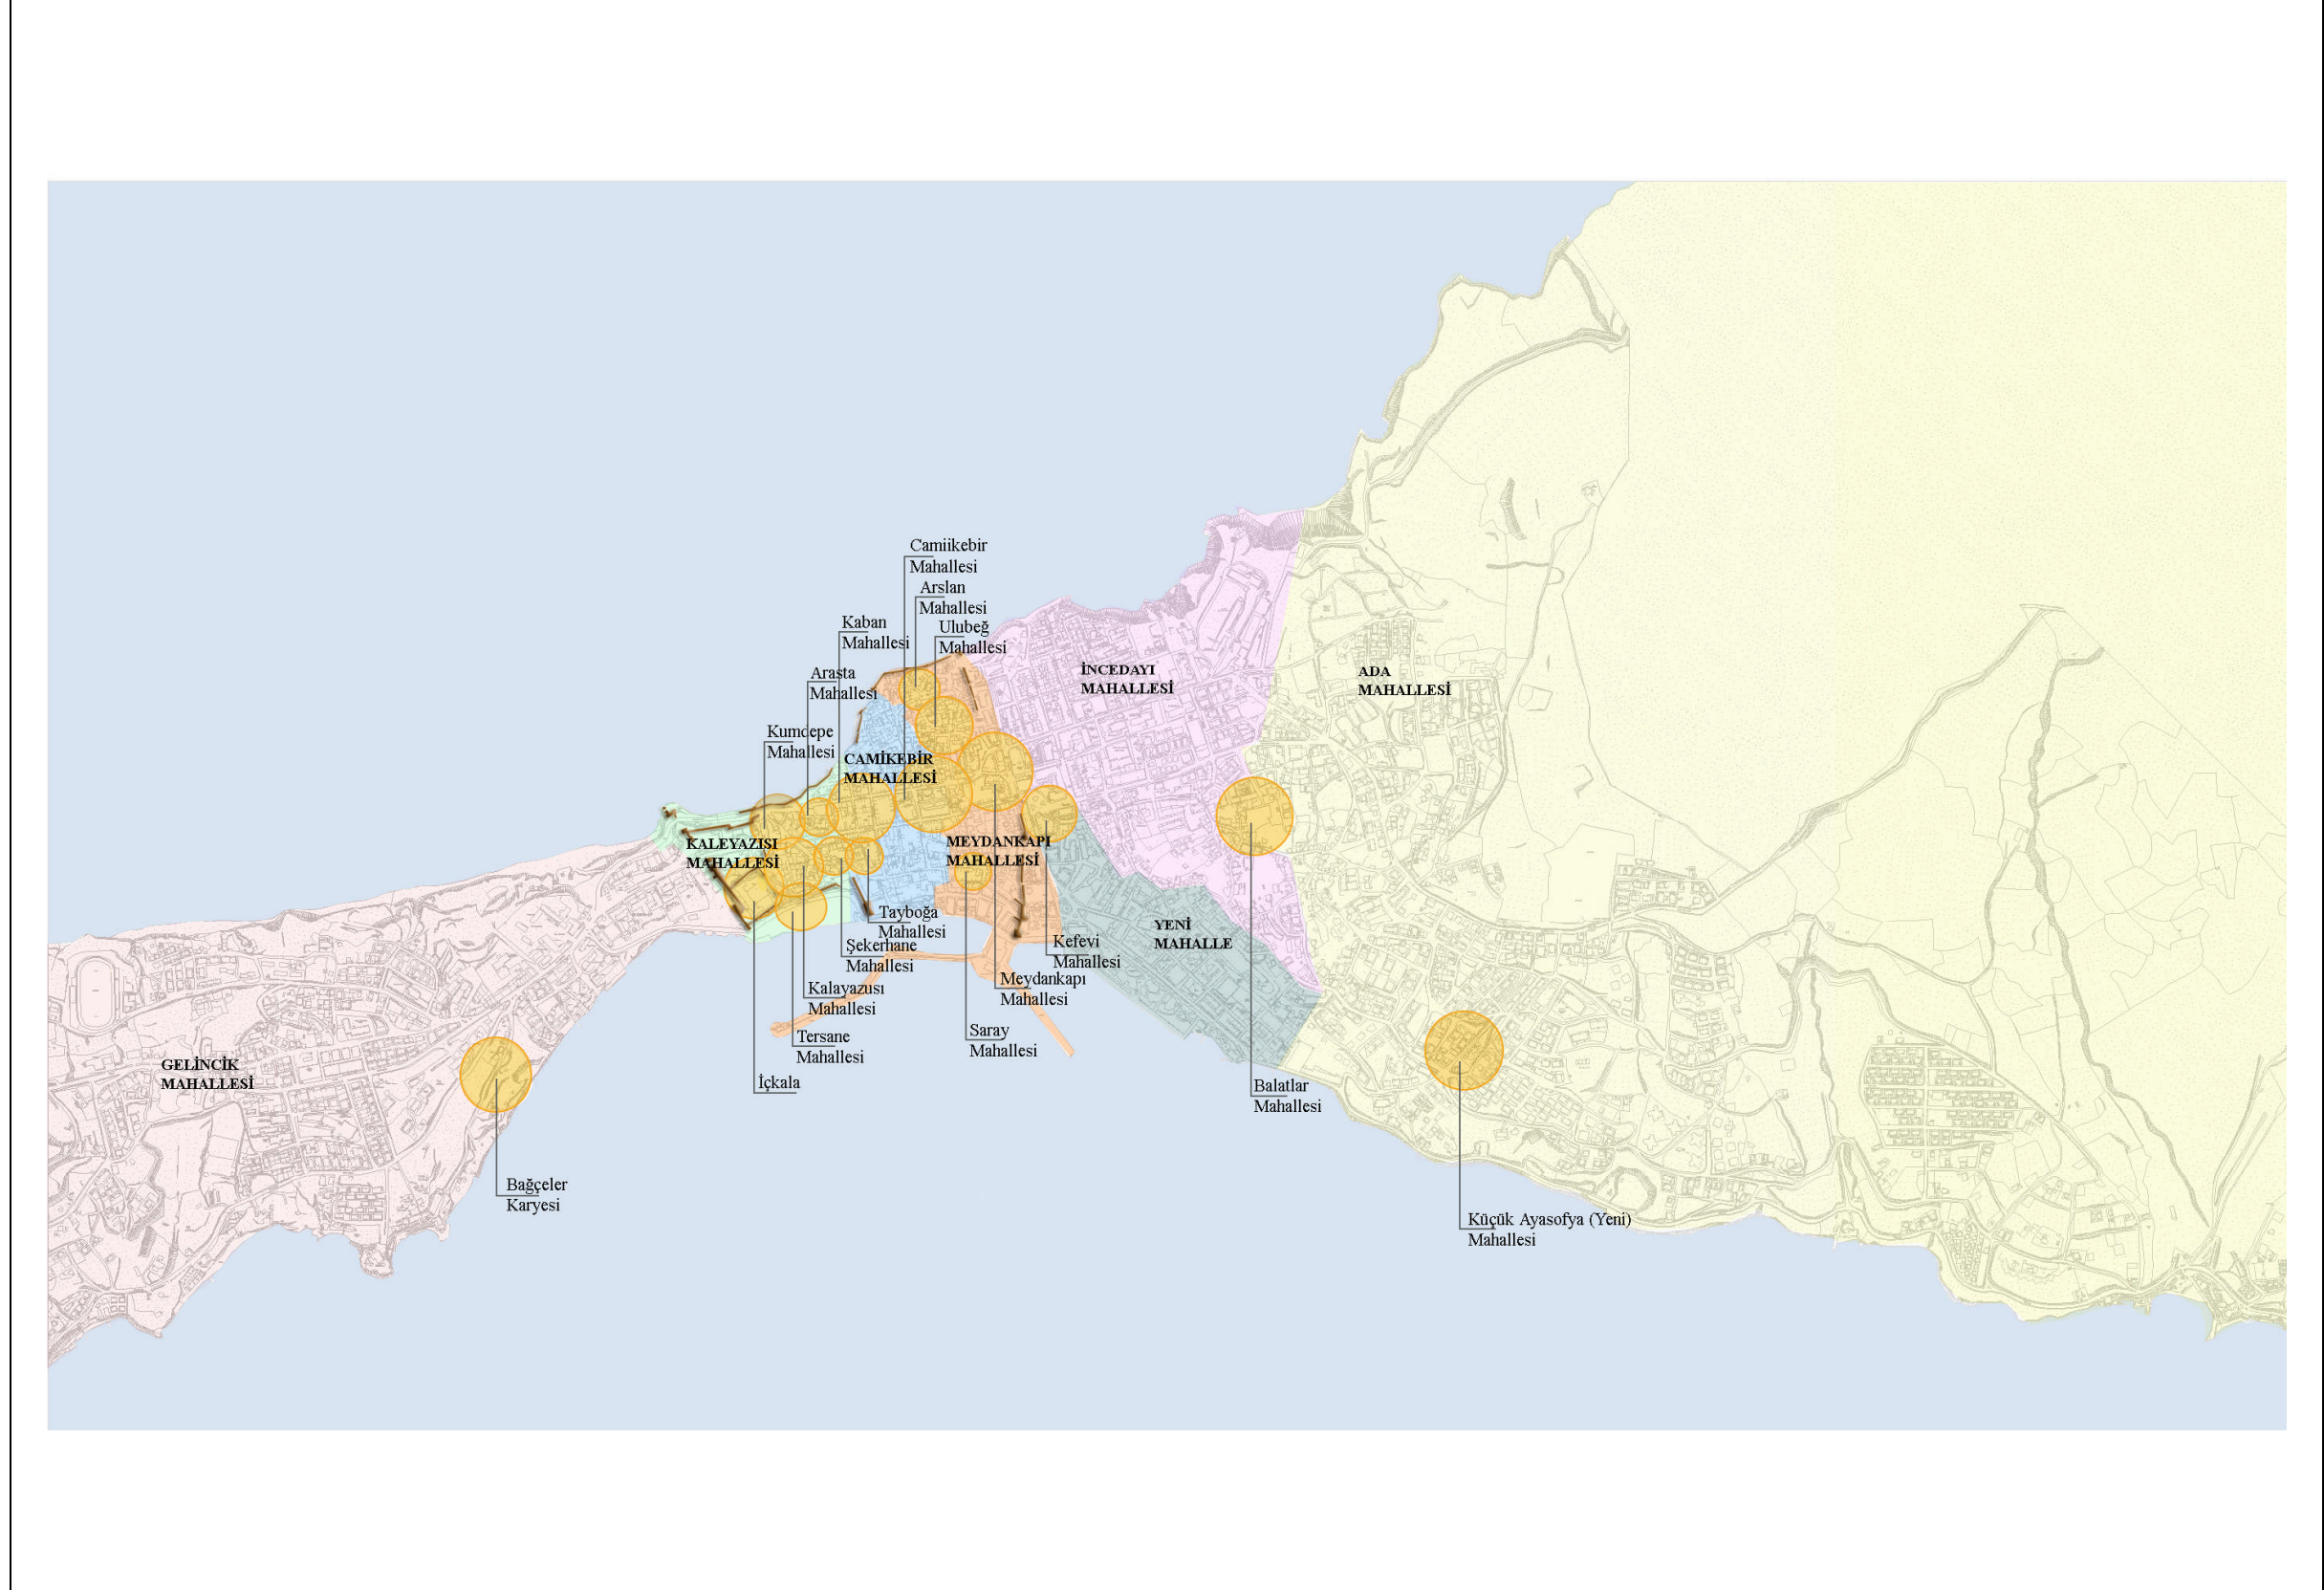 Camiikebir
Mahallesi
Arslan
Mahallesi
Kaban
Mahallesi
Ulubeğ
Mahallesi
Arasta
Mahallesi
İNCEDAYI
MAHALLESİ
ADA
MAHALLESİ
Kumdepe
Mahallesi
CAMİKEBİR
MAHALLESİ
KALEYAZISI
MAHALLESİ
MEYDANKAPI
MAHALLESİ
Tayboğa
Mahallesi
YENİ
MAHALLE
Şekerhane
Mahallesi
Kefevi
Mahallesi
Meydankapı
Mahallesi
Kalayazusı
Mahallesi
Tersane
Mahallesi
Saray
Mahallesi
İçkala
GELİNCİK
MAHALLESİ
Balatlar
Mahallesi
Bağçeler
Karyesi
Küçük Ayasofya (Yeni)
Mahallesi